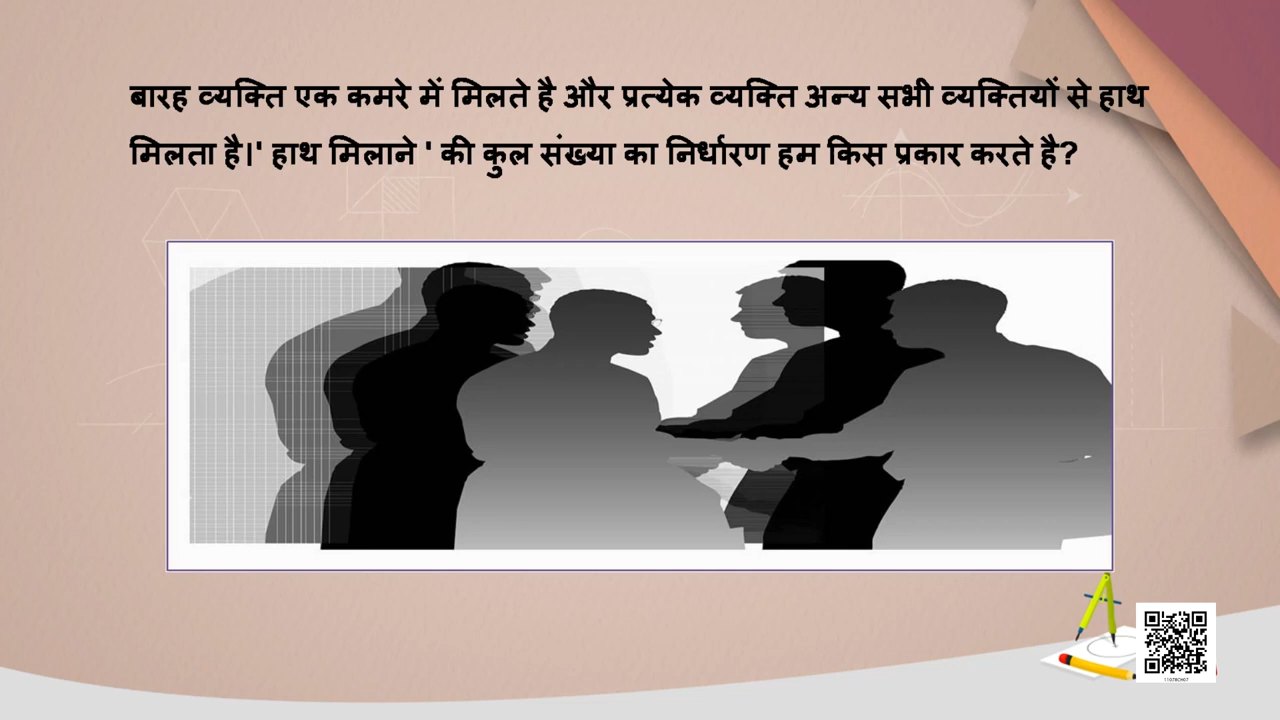 बारह व्यक्ति एक कमरे में मिलते है और प्रत्येक व्यक्ति अन्य सभी व्यक्तियों से हाथ
मिलता है।' हाथ मिलाने ' की कुल संख्या का निर्धारण हम किस प्रकार करते है?